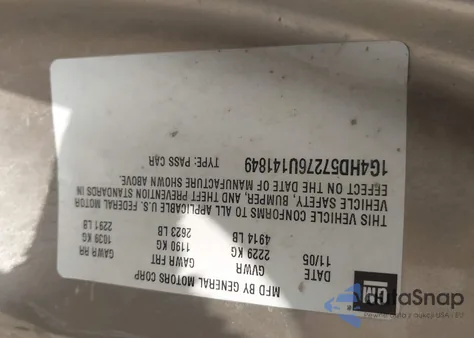 MFD BY GENERAL MOTORS CORP
GM
DATE GVWR GAWR FRT GAWR RR
11/05 2229 KG 1190 KG 1039 KG
4914 LB 2623 LB 2291 LB
THIS VEHICLE CONFORMS TO ALL APPLICABLE U.S. FEDERAL MOTOR
VEHICLE SAFETY, BUMPER, AND THEFT PREVENTION STANDARDS IN
EFFECT ON THE DATE OF MANUFACTURE SHOWN ABOVE.
1G4HD57276U141849 TYPE: PASS CAR
dataSnap